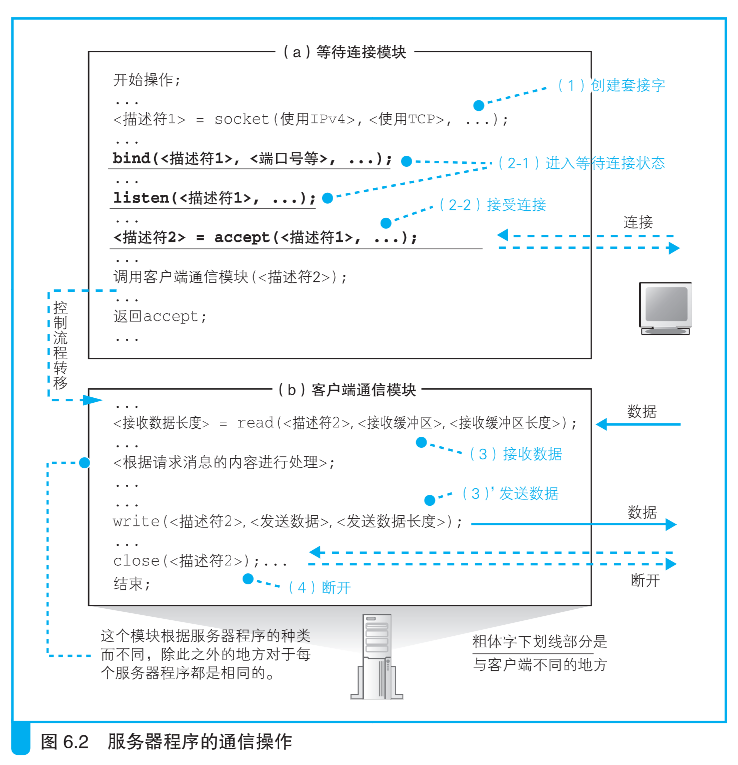 (a)等待连接模块
开始操作;
...
(1)创建套接字
<描述符1> = socket(使用IPv4>,<使用TCP>, ...);
...
bind(<描述符1>, <端口号等>, ...);
(2-1)进入等待连接状态
...
listen(<描述符1>, ...);
(2-2)接受连接
...
<描述符2> = accept(<描述符1>, ...);
连接
...
调用客户端通信模块(<描述符2>);
...
控制流程转移
返回accept;
...
(b)客户端通信模块
...
<接收数据长度> = read(<描述符2>,<接收缓冲区>,<接收缓冲区长度>);
数据
...
(3)接收数据
<根据请求消息的内容进行处理>;
...
(3)'发送数据
...
write(<描述符2>,<发送数据>,<发送数据长度>);
数据
...
close(<描述符2>);...
断开
结束;
(4)断开
这个模块根据服务器程序的种类
而不同，除此之外的地方对于每
个服务器程序都是相同的。
粗体字下划线部分是
与客户端不同的地方
图 6.2 服务器程序的通信操作